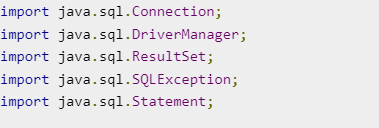 import java.sql.Connection;
import java.sql.DriverManager;
import java.sql.ResultSet;
import java.sql.SQLException;
import java.sql.Statement;